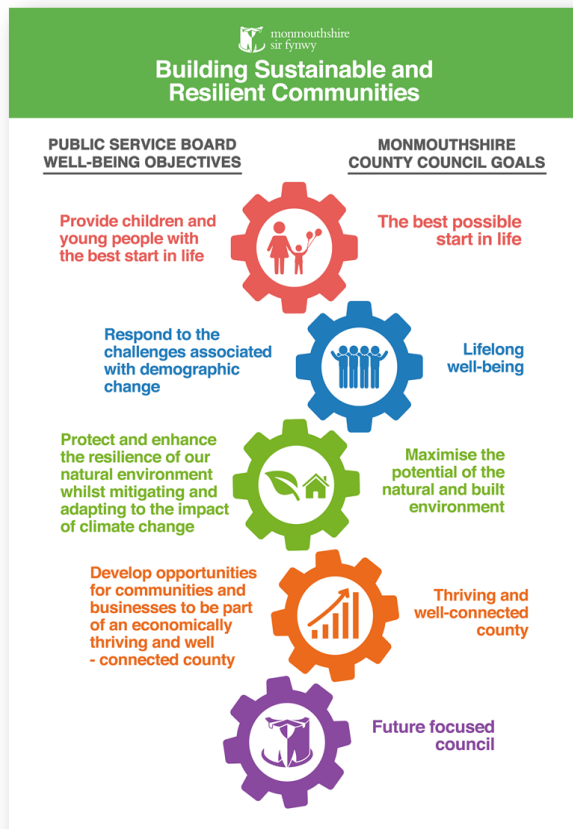 monmouthshire
sir fynwy
Building Sustainable and
Resilient Communities
PUBLIC SERVICE BOARD
WELL-BEING OBJECTIVES
MONMOUTHSHIRE
COUNTY COUNCIL GOALS
Provide children and
young people with
the best start in life
The best possible
start in life
Respond to the
challenges associated
with demographic
change
Lifelong
well-being
Protect and enhance
the resilience of our
natural environment
whilst mitigating and
adapting to the impact
of climate change
Maximise the
potential of the
natural and built
environment
Develop opportunities
for communities and
businesses to be part
of an economically
thriving and well
- connected county
Thriving and
well-connected
county
Future focused
council